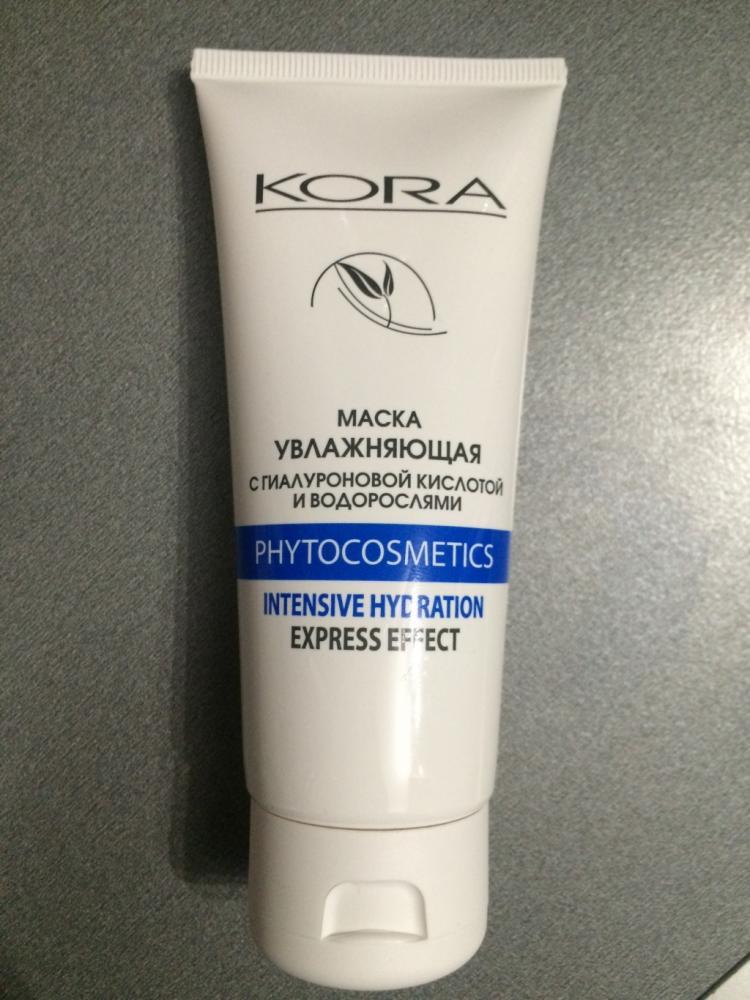 KORA
МАСКА
УВЛАЖНЯЮЩАЯ
С ГИАЛУРОНОВОЙ КИСЛОТОЙ
И ВОДОРОСЛЯМИ
PHYTOCOSMETICS
INTENSIVE HYDRATION
EXPRESS EFFECT